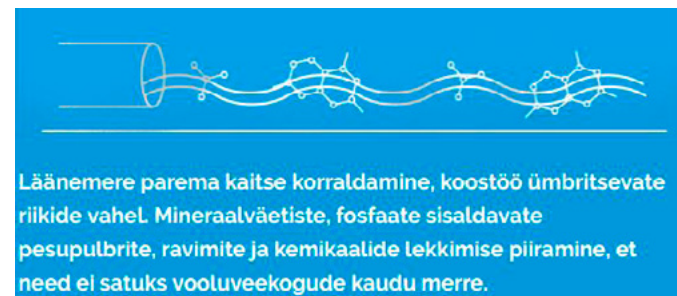 Läänemere parema kaitse korraldamine, koostöö ümbritsevate
riikide vahel. Mineraalväetiste, fosfaate sisaldavate
pesupulbrite, ravimite ja kemikaalide lekkimise piiramine, et
need ei satuks vooluveekogude kaudu merre.